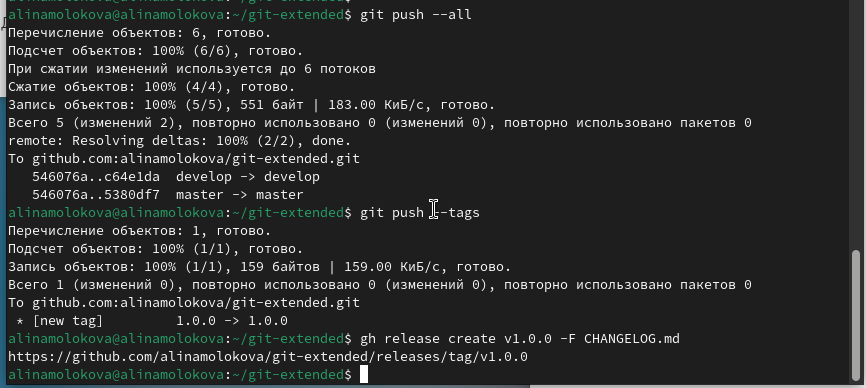 alinamolokova@alinamolokova:~/git-extended$ git push --all
Перечисление объектов: 6, готово.
Подсчет объектов: 100% (6/6), готово.
При сжатии изменений используется до 6 потоков
Сжатие объектов: 100% (4/4), готово.
Запись объектов: 100% (5/5), 551 байт | 183.00 КиБ/с, готово.
Всего 5 (изменений 2), повторно использовано 0 (изменений 0), повторно использовано пакетов 0
remote: Resolving deltas: 100% (2/2), done.
To github.com:alinamolokova/git-extended.git
   546076a..c64e1da  develop -> develop
   546076a..5380df7  master -> master
alinamolokova@alinamolokova:~/git-extended$ git push --tags
Перечисление объектов: 1, готово.
Подсчет объектов: 100% (1/1), готово.
Запись объектов: 100% (1/1), 159 байтов | 159.00 КиБ/с, готово.
Всего 1 (изменений 0), повторно использовано 0 (изменений 0), повторно использовано пакетов 0
To github.com:alinamolokova/git-extended.git
 * [new tag]         1.0.0 -> 1.0.0
alinamolokova@alinamolokova:~/git-extended$ gh release create v1.0.0 -F CHANGELOG.md
https://github.com/alinamolokova/git-extended/releases/tag/v1.0.0
alinamolokova@alinamolokova:~/git-extended$